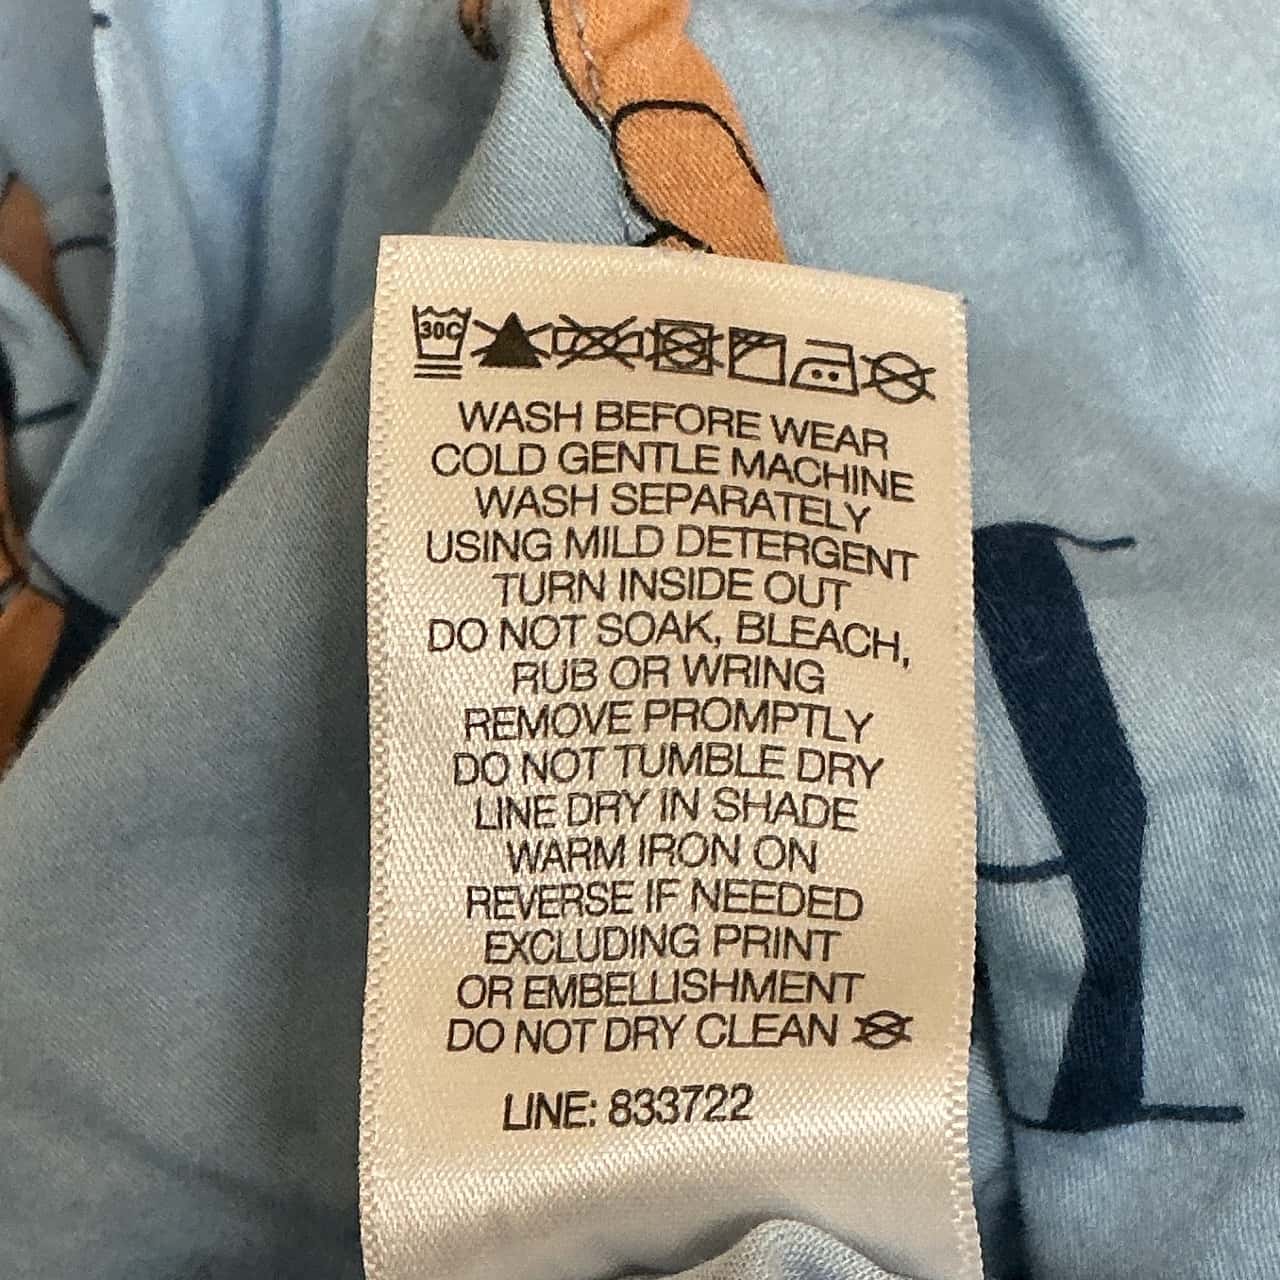 30C
WASH BEFORE WEAR
COLD GENTLE MACHINE
WASH SEPARATELY
USING MILD DETERGENT
TURN INSIDE OUT
DO NOT SOAK, BLEACH,
RUB OR WRING
REMOVE PROMPTLY
DO NOT TUMBLE DRY
LINE DRY IN SHADE
WARM IRON ON
REVERSE IF NEEDED
EXCLUDING PRINT
OR EMBELLISHMENT
DO NOT DRY CLEAN
LINE: 833722